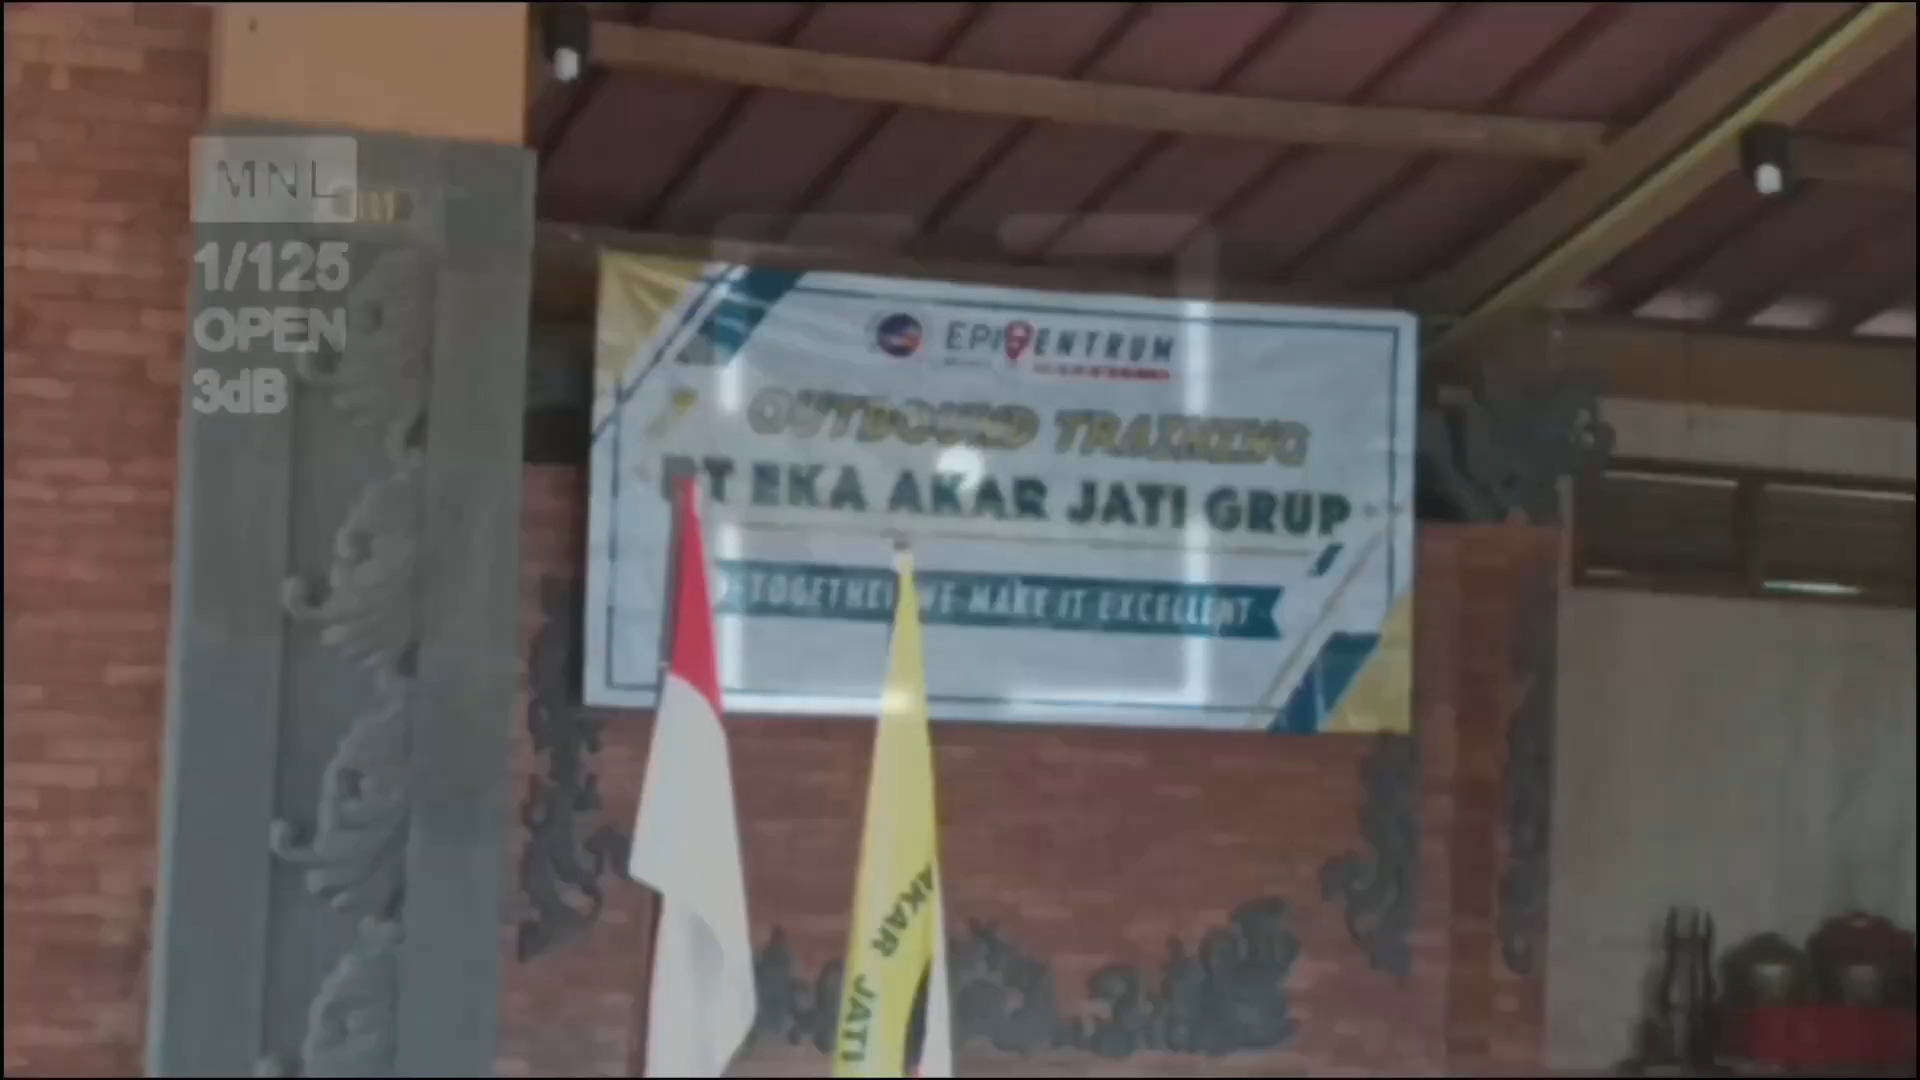 MNL
1/125
OPEN
3dB
EPICENTRUM
OUTBOUND TRAINING
PT EKA AKAR JATI GRUP
TOGETHER WE MAKE IT EXCELLENT
AKAR JATI